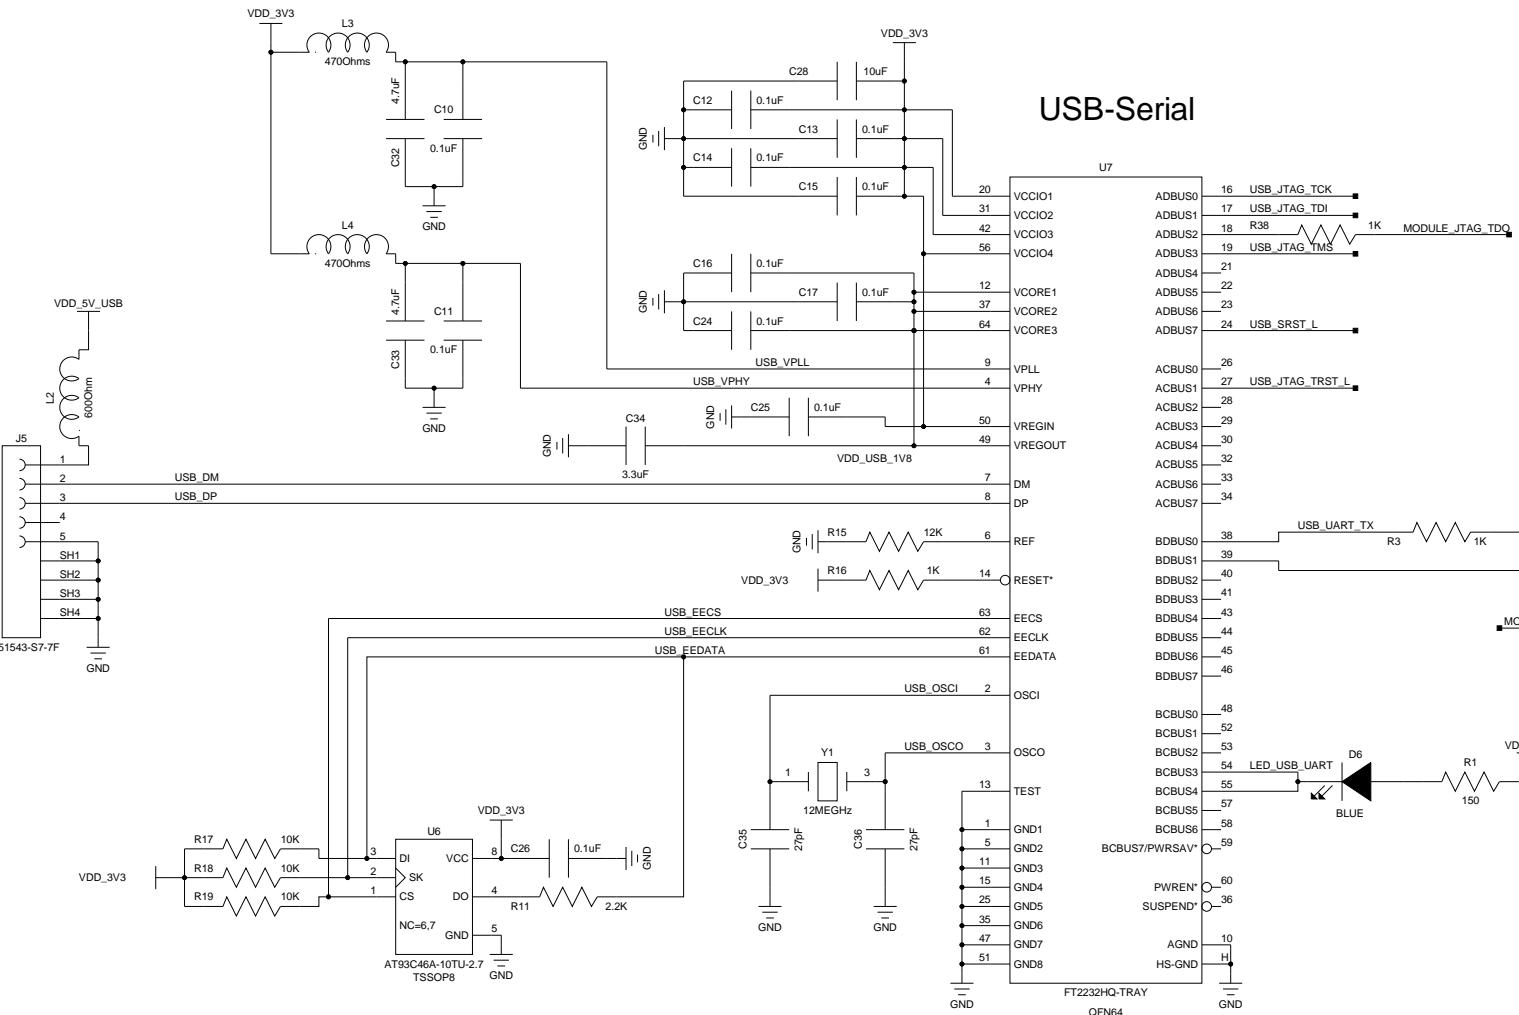 VDD_3V3
L3
470Ohms
4.7uF
C10
C32
0.1uF
GND
L4
470Ohms
4.7uF
C11
C33
0.1uF
GND
VDD_5V_USB
L2
600Ohm
J5
1
2
3
4
5
SH1
SH2
SH3
SH4
51543-S7-7F
GND
USB_DM
USB_DP
VDD_3V3
C28 10uF
C12 0.1uF
C13 0.1uF
GND
C14 0.1uF
C15 0.1uF
C16 0.1uF
GND
C17 0.1uF
C24 0.1uF
USB_VPLL
USB_VPHY
GND C25 0.1uF
GND C34
3.3uF
VDD_USB_1V8
GND R15 12K
VDD_3V3 R16 1K
USB_EECS
USB_EECLK
USB_EEDATA
USB_OSCI
USB_OSCO
Y1
1 3
12MEGHz
C35 27pF
C36 27pF
GND
GND
VDD_3V3
R17 10K
R18 10K
R19 10K
VDD_3V3
U6
3 DI
2 SK
1 CS
VCC 8
DO 4
GND 5
NC=6,7
AT93C46A-10TU-2.7
TSSOP8
C26 0.1uF GND
R11 2.2K
GND
USB-Serial
U7
20 VCCIO1
31 VCCIO2
42 VCCIO3
56 VCCIO4
12 VCORE1
37 VCORE2
64 VCORE3
9 VPLL
4 VPHY
50 VREGIN
49 VREGOUT
7 DM
8 DP
6 REF
14 RESET*
63 EECS
62 EECLK
61 EEDATA
2 OSCI
3 OSCO
13 TEST
1 GND1
5 GND2
11 GND3
15 GND4
25 GND5
35 GND6
47 GND7
51 GND8
GND
ADBUS0 16 USB_JTAG_TCK
ADBUS1 17 USB_JTAG_TDI
ADBUS2 18 R38 1K MODULE_JTAG_TDO
ADBUS3 19 USB_JTAG_TMS
ADBUS4 21
ADBUS5 22
ADBUS6 23
ADBUS7 24 USB_SRST_L
ACBUS0 26
ACBUS1 27 USB_JTAG_TRST_L
ACBUS2 28
ACBUS3 29
ACBUS4 30
ACBUS5 32
ACBUS6 33
ACBUS7 34
BDBUS0 38 USB_UART_TX R3 1K
BDBUS1 39
BDBUS2 40
BDBUS3 41
BDBUS4 43
BDBUS5 44
BDBUS6 45
BDBUS7 46
MO
BCBUS0 48
BCBUS1 52
BCBUS2 53
BCBUS3 54 LED_USB_UART
BCBUS4 55
BCBUS5 57
BCBUS6 58
BCBUS7/PWRSAV* 59
PWREN* 60
SUSPEND* 36
AGND 10
HS-GND H
GND
D6
BLUE
R1
150
VD
FT2232HQ-TRAY
QFN64